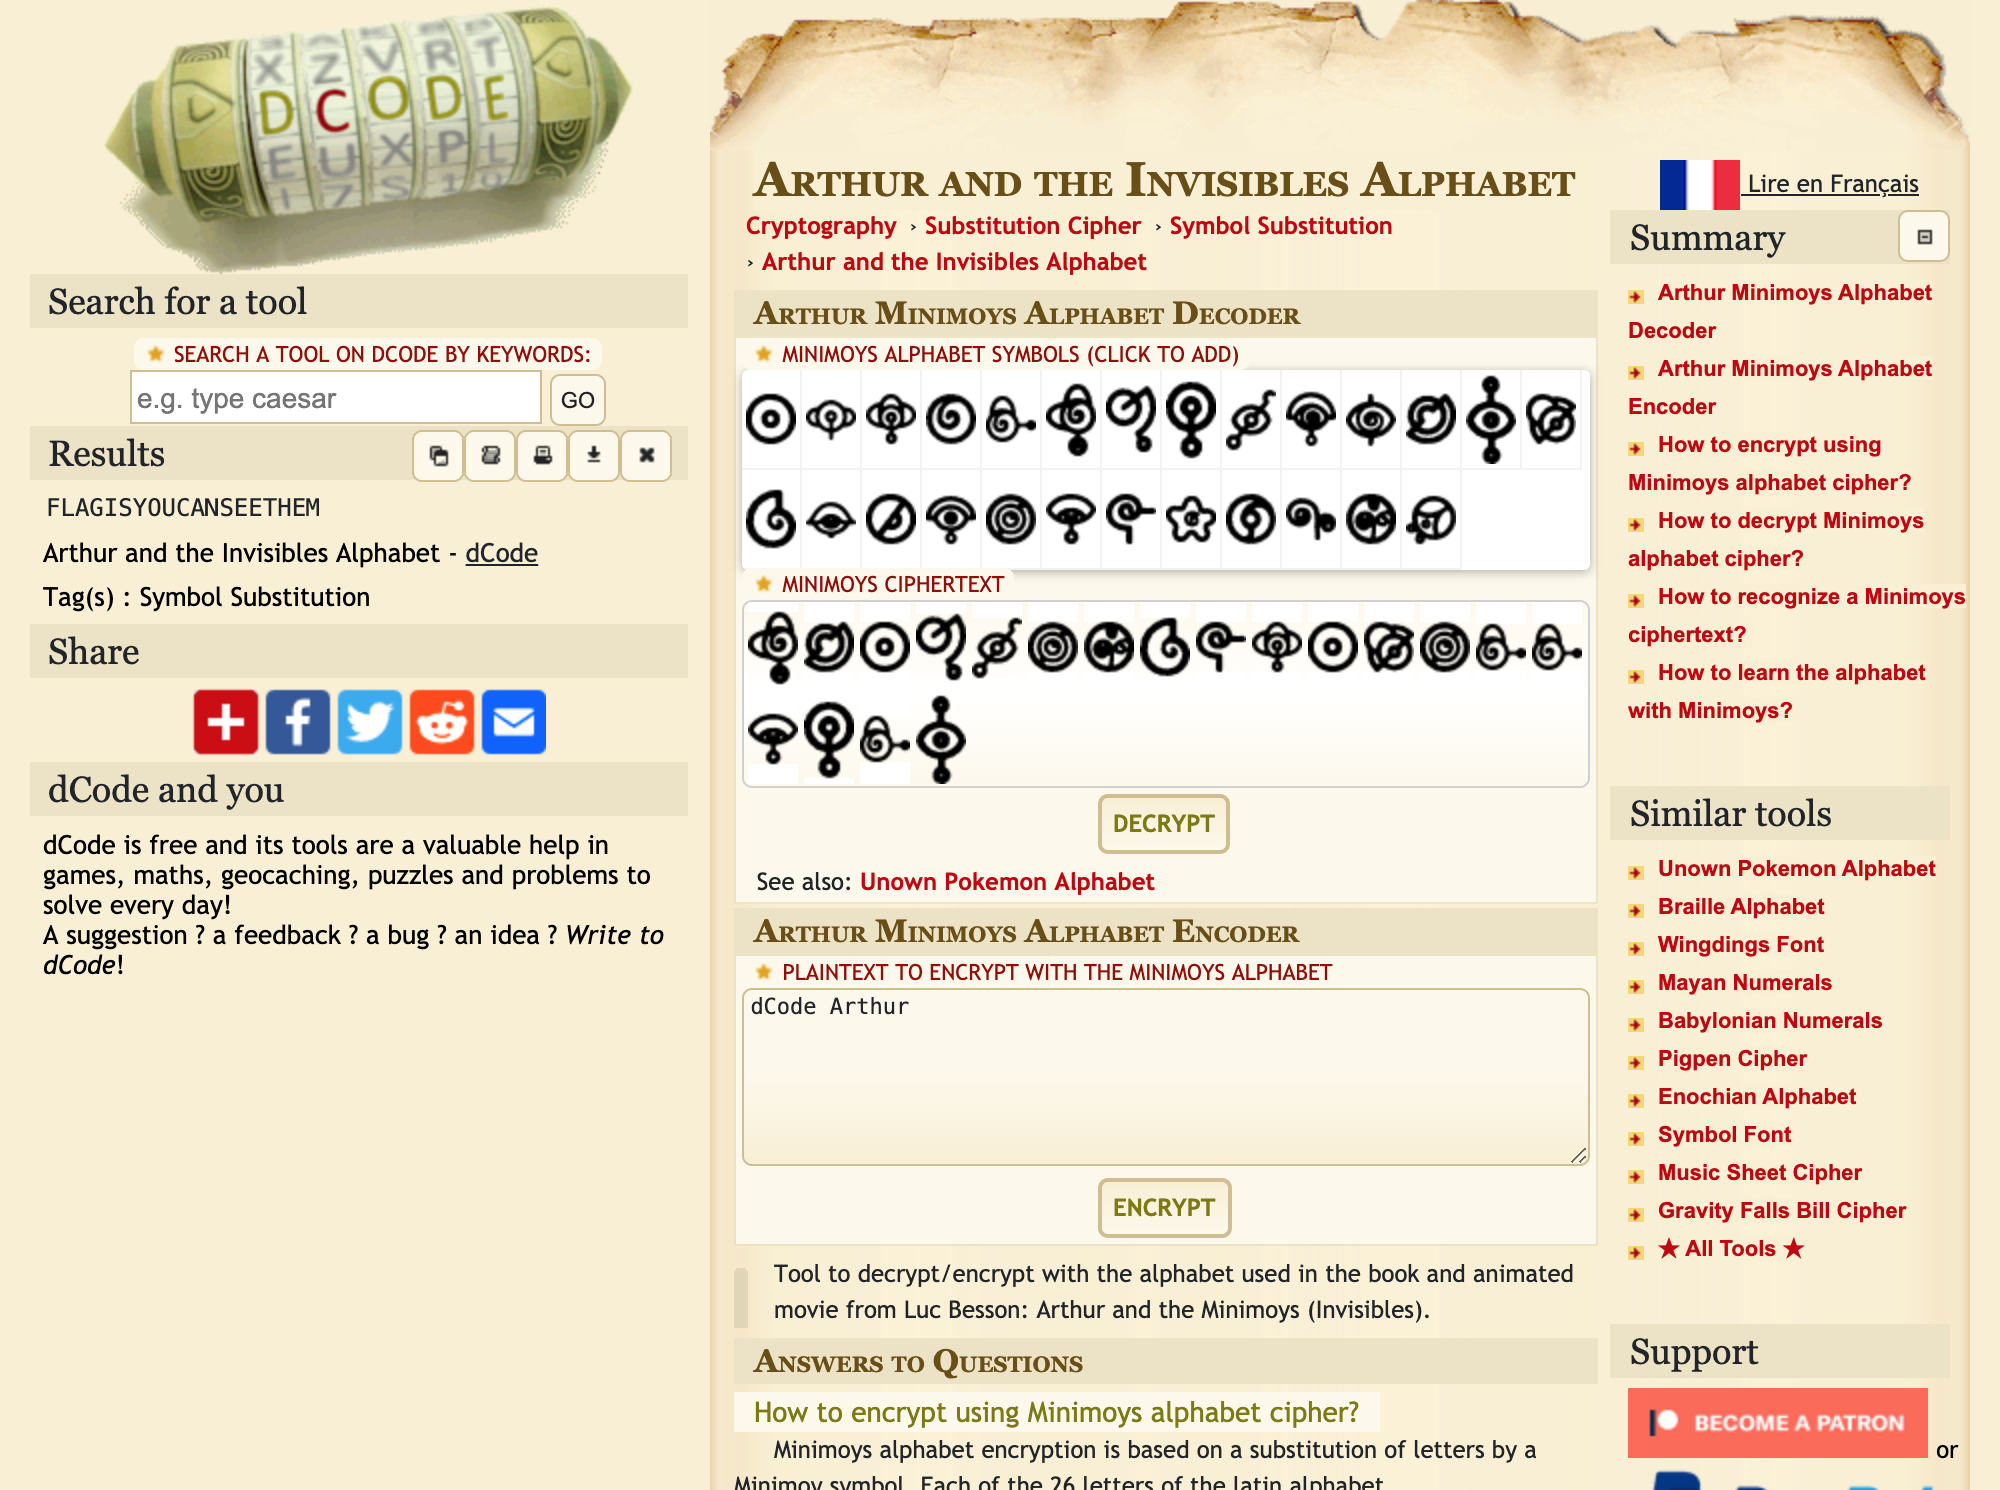 X Z V R T
D C O D E
E U X P L
Search for a tool
SEARCH A TOOL ON DCODE BY KEYWORDS:
e.g. type caesar
GO
Results
FLAGISYOUCANSEETHEM
Arthur and the Invisibles Alphabet - dCode
Tag(s) : Symbol Substitution
Share
dCode and you
dCode is free and its tools are a valuable help in
games, maths, geocaching, puzzles and problems to
solve every day!
A suggestion ? a feedback ? a bug ? an idea ? Write to
dCode!
Arthur and the Invisibles Alphabet
Cryptography › Substitution Cipher › Symbol Substitution
› Arthur and the Invisibles Alphabet
Arthur Minimoys Alphabet Decoder
MINIMOYS ALPHABET SYMBOLS (CLICK TO ADD)
MINIMOYS CIPHERTEXT
DECRYPT
See also: Unown Pokemon Alphabet
Arthur Minimoys Alphabet Encoder
PLAINTEXT TO ENCRYPT WITH THE MINIMOYS ALPHABET
dCode Arthur
ENCRYPT
Tool to decrypt/encrypt with the alphabet used in the book and animated
movie from Luc Besson: Arthur and the Minimoys (Invisibles).
Answers to Questions
How to encrypt using Minimoys alphabet cipher?
Minimoys alphabet encryption is based on a substitution of letters by a
Minimoy symbol. Each of the 26 letters of the latin alphabet
Lire en Français
Summary
Arthur Minimoys Alphabet
Decoder
Arthur Minimoys Alphabet
Encoder
How to encrypt using
Minimoys alphabet cipher?
How to decrypt Minimoys
alphabet cipher?
How to recognize a Minimoys
ciphertext?
How to learn the alphabet
with Minimoys?
Similar tools
Unown Pokemon Alphabet
Braille Alphabet
Wingdings Font
Mayan Numerals
Babylonian Numerals
Pigpen Cipher
Enochian Alphabet
Symbol Font
Music Sheet Cipher
Gravity Falls Bill Cipher
★ All Tools ★
Support
BECOME A PATRON
or